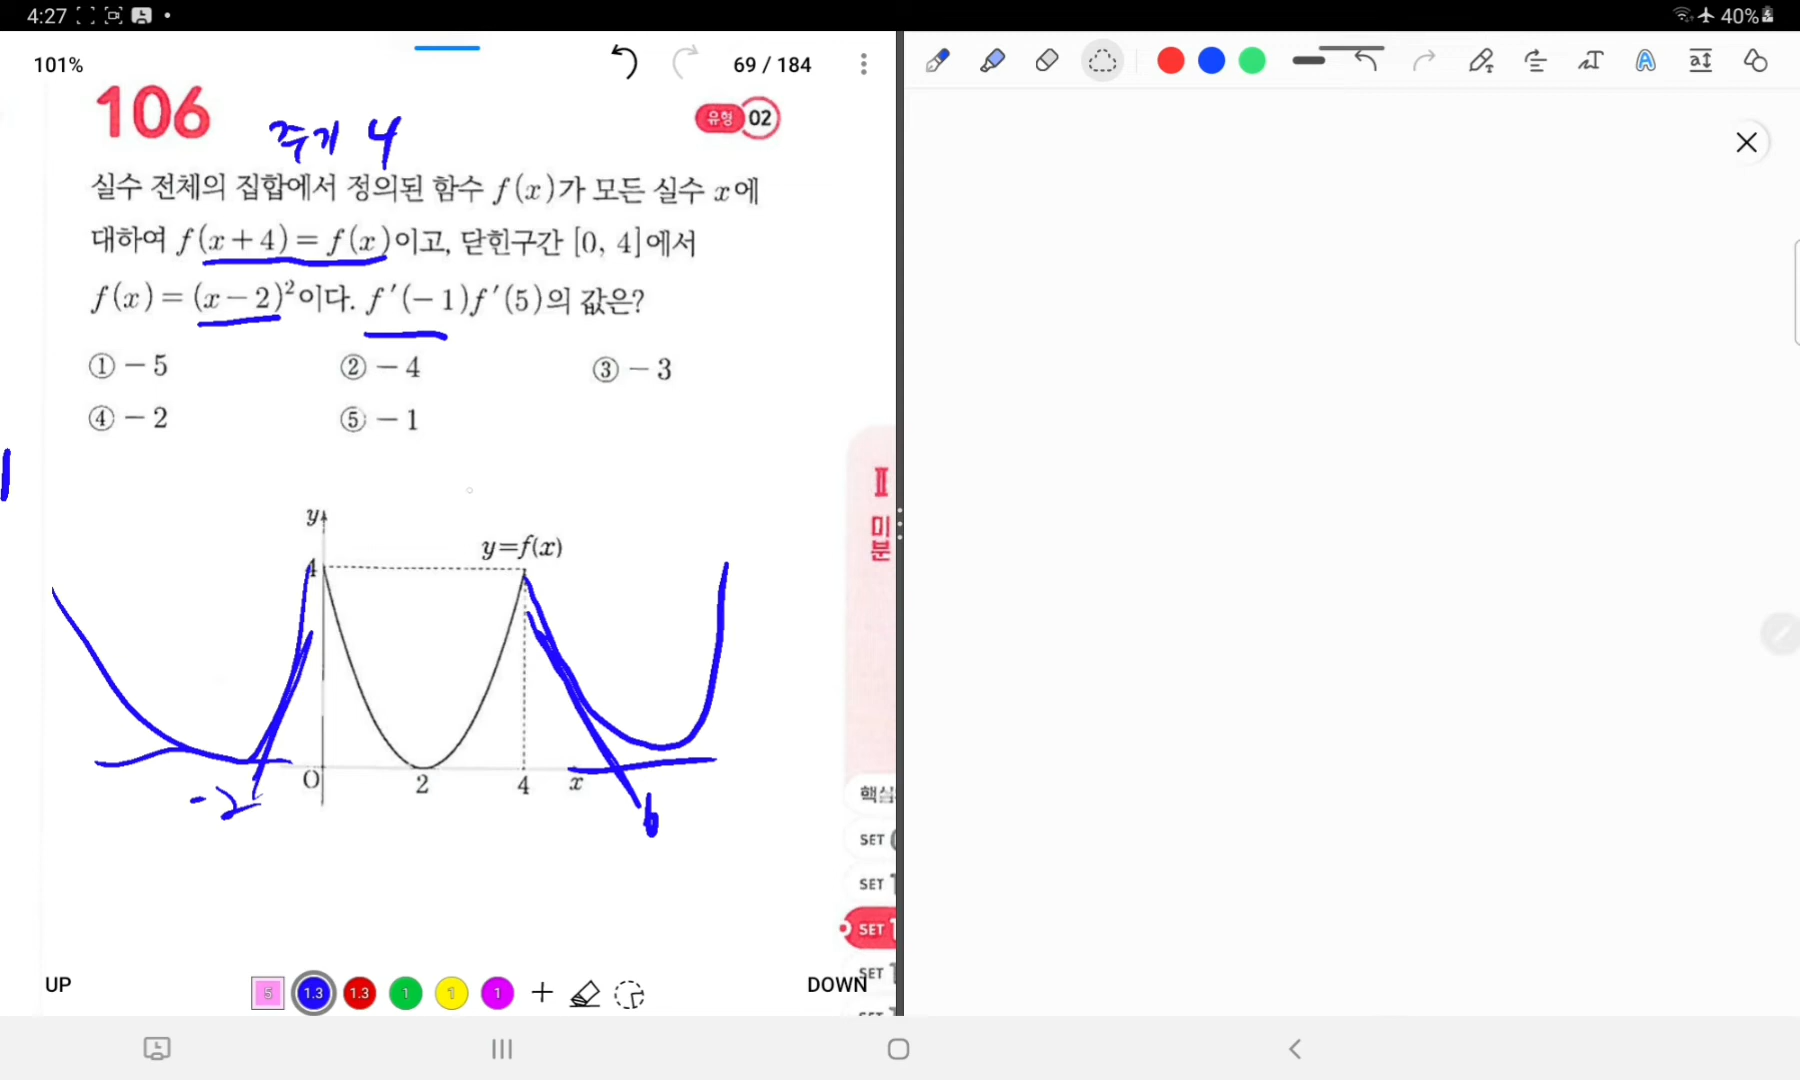 4:27
40%
101%
69 / 184
106
주기 4
유형 02
실수 전체의 집합에서 정의된 함수 f(x)가 모든 실수 x에
대하여 f(x+4)=f(x)이고, 닫힌구간 [0, 4]에서
f(x)=(x−2)²이다. f′(−1)f′(5)의 값은?
① −5 ② −4 ③ −3
④ −2 ⑤ −1
Ⅱ
미분
y
4
y=f(x)
O 2 4 x
-2
핵심
SET
SET 1
SET 1
SET 1
UP
5 1.3 1.3 1 1 1
DOWN